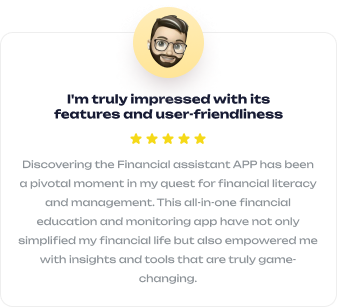 I'm truly impressed with its
features and user-friendliness
Discovering the Financial assistant APP has been
a pivotal moment in my quest for financial literacy
and management. This all-in-one financial
education and monitoring app have not only
simplified my financial life but also empowered me
with insights and tools that are truly game-
changing.